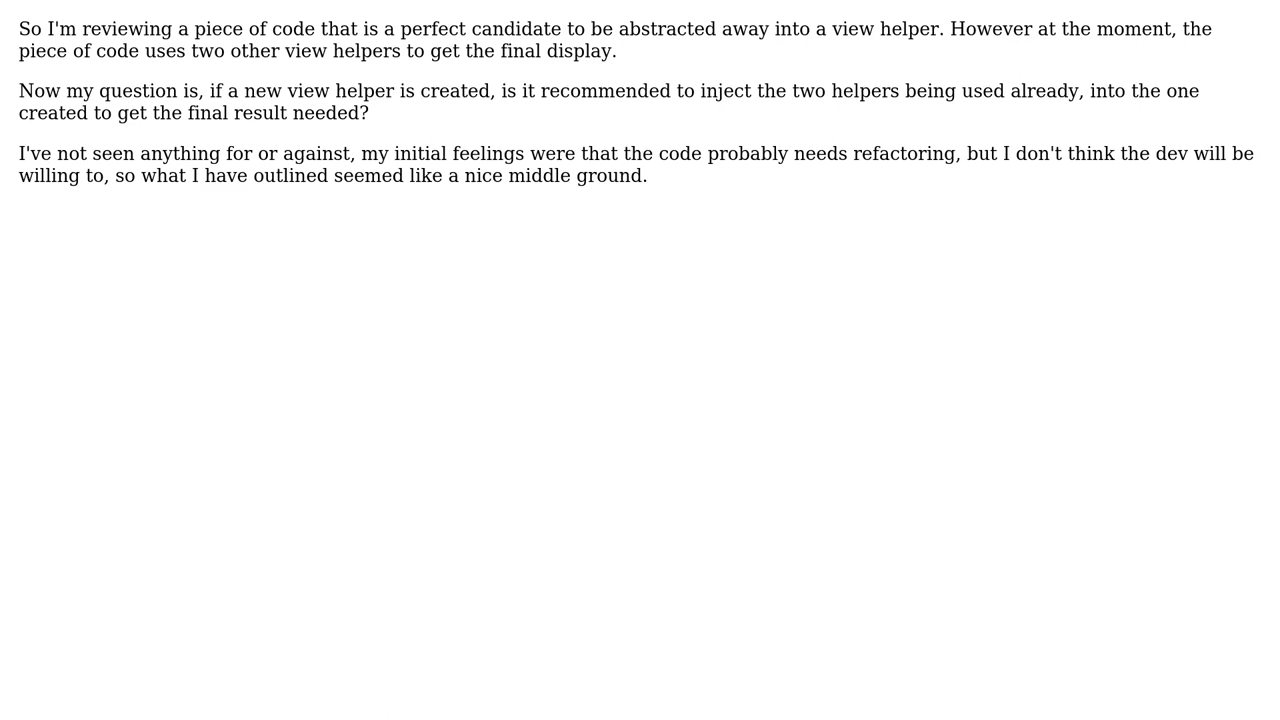 So I'm reviewing a piece of code that is a perfect candidate to be abstracted away into a view helper. However at the moment, the
piece of code uses two other view helpers to get the final display.
Now my question is, if a new view helper is created, is it recommended to inject the two helpers being used already, into the one
created to get the final result needed?
I've not seen anything for or against, my initial feelings were that the code probably needs refactoring, but I don't think the dev will be
willing to, so what I have outlined seemed like a nice middle ground.